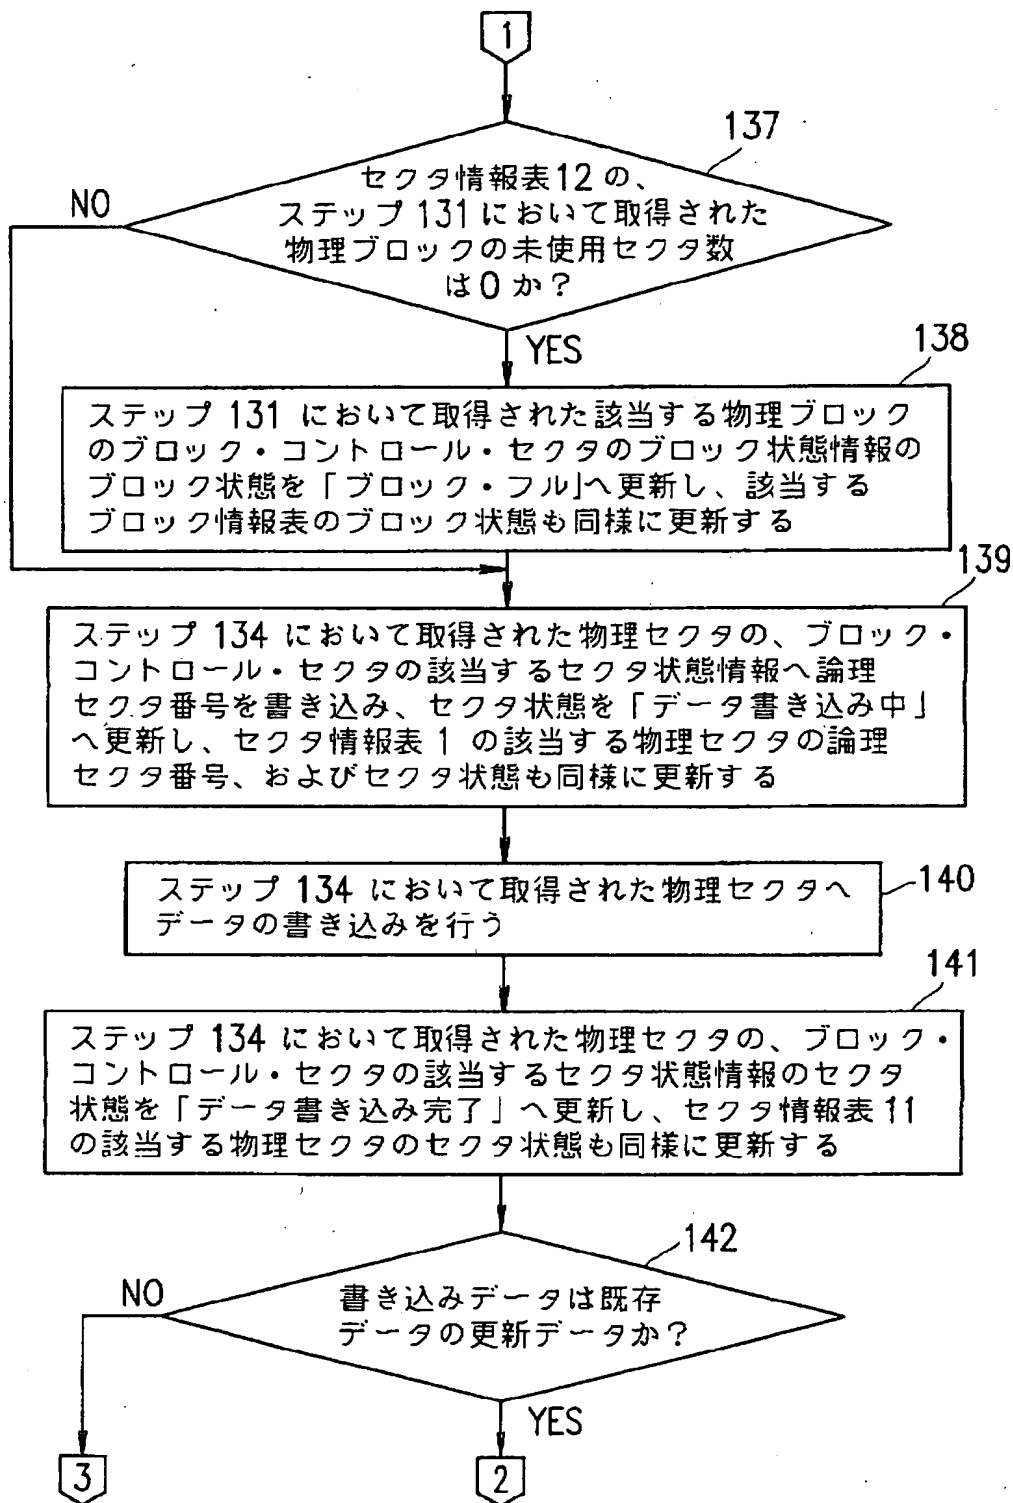 1
137
セクタ情報表12の、
ステップ 131において取得された
物理ブロックの未使用セクタ数
は0か?
NO
YES
138
ステップ 131 において取得された該当する物理ブロック
のブロック・コントロール・セクタのブロック状態情報の
ブロック状態を「ブロック・フル」へ更新し、該当する
ブロック情報表のブロック状態も同様に更新する
139
ステップ 134 において取得された物理セクタの、ブロック・
コントロール・セクタの該当するセクタ状態情報へ論理
セクタ番号を書き込み、セクタ状態を「データ書き込み中」
へ更新し、セクタ情報表 1 の該当する物理セクタの論理
セクタ番号、およびセクタ状態も同様に更新する
ステップ 134 において取得された物理セクタへ
データの書き込みを行う
140
141
ステップ 134 において取得された物理セクタの、ブロック・
コントロール・セクタの該当するセクタ状態情報のセクタ
状態を「データ書き込み完了」へ更新し、セクタ情報表 11
の該当する物理セクタのセクタ状態も同様に更新する
142
書き込みデータは既存
データの更新データか?
NO
YES
3
2